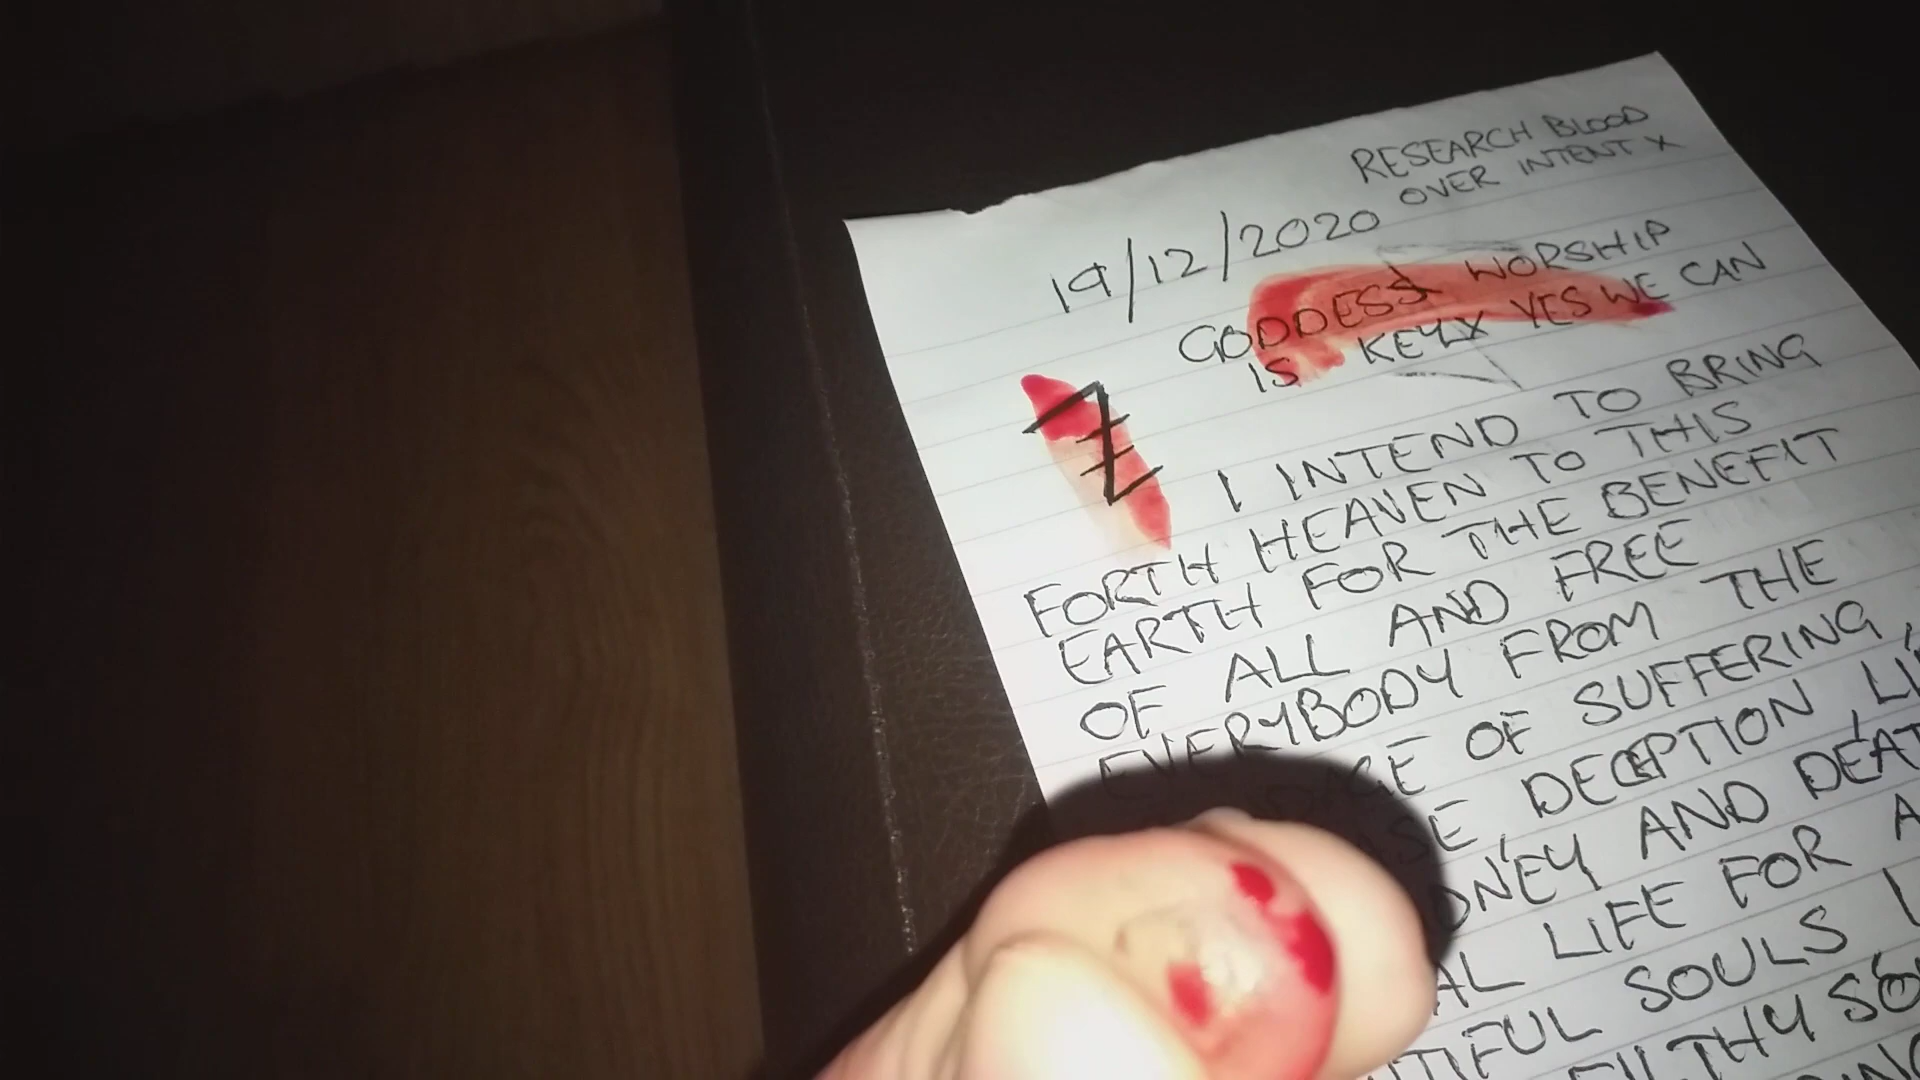 RESEARCH BLOOD
OVER INTENT X
19/12/2020
GODDESS WORSHIP
IS KEY X YES WE CAN
I INTEND TO BRING
FORTH HEAVEN TO THIS
EARTH FOR THE BENEFIT
OF ALL AND FREE
EVERYBODY FROM THE
OF SUFFERING,
DECEPTION,
AND
LIFE FOR
SOULS I
FILTHY